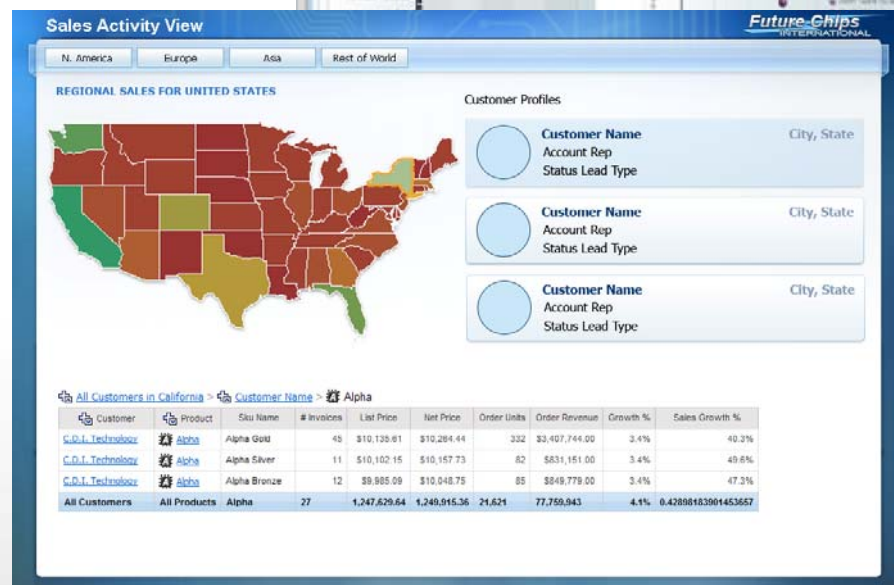 Sales Activity View
Future Chips
INTERNATIONAL
N. America Europe Asia Rest of World
REGIONAL SALES FOR UNITED STATES
Customer Profiles
Customer Name City, State
Account Rep
Status Lead Type
Customer Name City, State
Account Rep
Status Lead Type
Customer Name City, State
Account Rep
Status Lead Type
All Customers in California > Customer Name > Alpha
Customer Product Sku Name # Invoices List Price Net Price Order Units Order Revenue Growth % Sales Growth %
C.D.I. Technology Alpha Alpha Gold 45 $10,135.61 $10,264.44 332 $3,407,744.00 3.4% 40.3%
C.D.I. Technology Alpha Alpha Silver 11 $10,102.15 $10,157.73 82 $831,151.00 3.4% 49.6%
C.D.I. Technology Alpha Alpha Bronze 12 $9,985.09 $10,048.75 85 $849,779.00 3.4% 47.3%
All Customers All Products Alpha 27 1,247,629.64 1,249,915.36 21,621 77,759,943 4.1% 0.42898183901453657